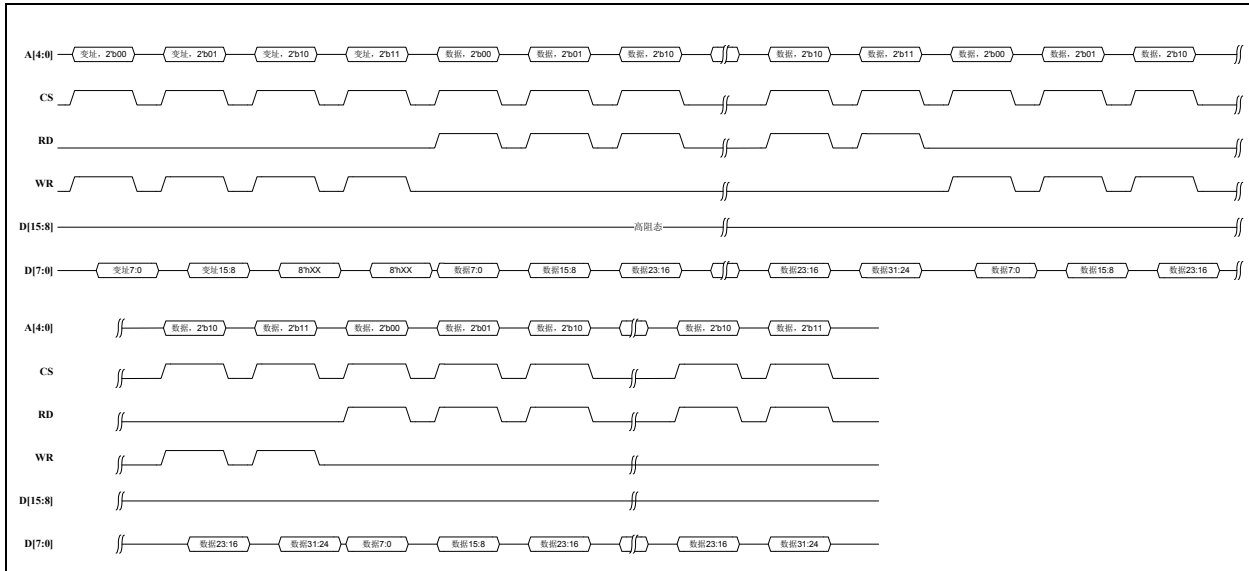 A[4:0] 变址，2'b00 变址，2'b01 变址，2'b10 变址，2'b11 数据，2'b00 数据，2'b01 数据，2'b10 数据，2'b10 数据，2'b11 数据，2'b00 数据，2'b01 数据，2'b10
CS
RD
WR
D[15:8] 高阻态
D[7:0] 变址7:0 变址15:8 8'hXX 8'hXX 数据7:0 数据15:8 数据23:16 数据23:16 数据31:24 数据7:0 数据15:8 数据23:16
A[4:0] 数据，2'b10 数据，2'b11 数据，2'b00 数据，2'b01 数据，2'b10 数据，2'b10 数据，2'b11
CS
RD
WR
D[15:8]
D[7:0] 数据23:16 数据31:24 数据7:0 数据15:8 数据23:16 数据23:16 数据31:24